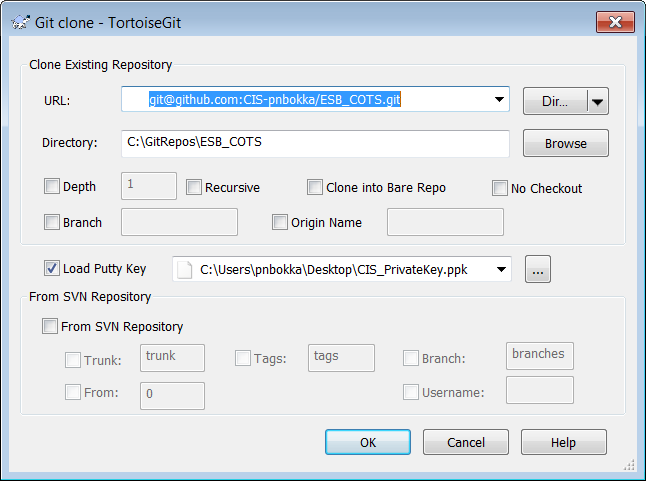 Git clone - TortoiseGit
Clone Existing Repository
URL: git@github.com:CIS-pnbokka/ESB_COTS.git Dir...
Directory: C:\GitRepos\ESB_COTS Browse
Depth 1 Recursive Clone into Bare Repo No Checkout
Branch Origin Name
Load Putty Key C:\Users\pnbokka\Desktop\CIS_PrivateKey.ppk ...
From SVN Repository
From SVN Repository
Trunk: trunk Tags: tags Branch: branches
From: 0 Username:
OK Cancel Help